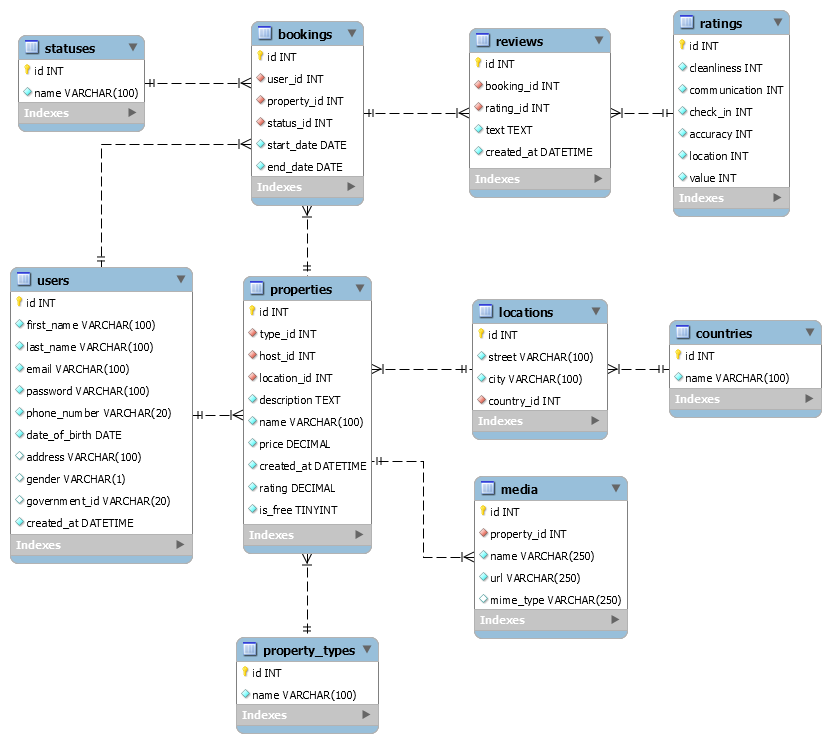 statuses
id INT
name VARCHAR(100)
Indexes
bookings
id INT
user_id INT
property_id INT
status_id INT
start_date DATE
end_date DATE
Indexes
reviews
id INT
booking_id INT
rating_id INT
text TEXT
created_at DATETIME
Indexes
ratings
id INT
cleanliness INT
communication INT
check_in INT
accuracy INT
location INT
value INT
Indexes
users
id INT
first_name VARCHAR(100)
last_name VARCHAR(100)
email VARCHAR(100)
password VARCHAR(100)
phone_number VARCHAR(20)
date_of_birth DATE
address VARCHAR(100)
gender VARCHAR(1)
government_id VARCHAR(20)
created_at DATETIME
Indexes
properties
id INT
type_id INT
host_id INT
location_id INT
description TEXT
name VARCHAR(100)
price DECIMAL
created_at DATETIME
rating DECIMAL
is_free TINYINT
Indexes
locations
id INT
street VARCHAR(100)
city VARCHAR(100)
country_id INT
Indexes
countries
id INT
name VARCHAR(100)
Indexes
media
id INT
property_id INT
name VARCHAR(250)
url VARCHAR(250)
mime_type VARCHAR(250)
Indexes
property_types
id INT
name VARCHAR(100)
Indexes